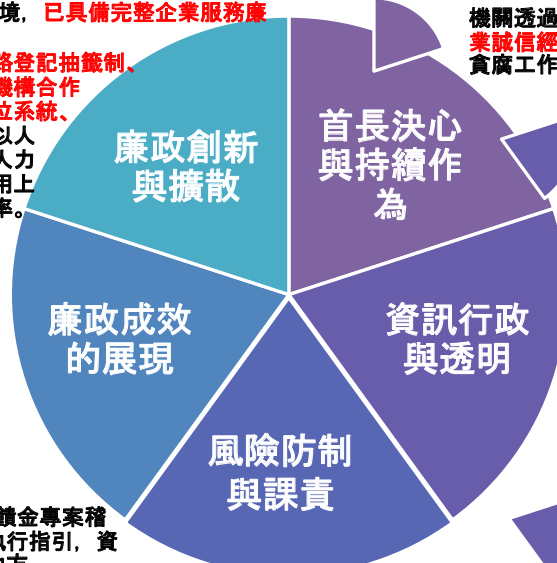 境，已具備完整企業服務廉
路登記抽籤制、
機構合作
位系統、
以人
人力
用上
率。
機關透過
業誠信經
貪腐工作
廉政創新
與擴散
首長決心
與持續作
為
廉政成效
的展現
資訊行政
與透明
風險防制
與課責
饋金專案稽
執行指引，資